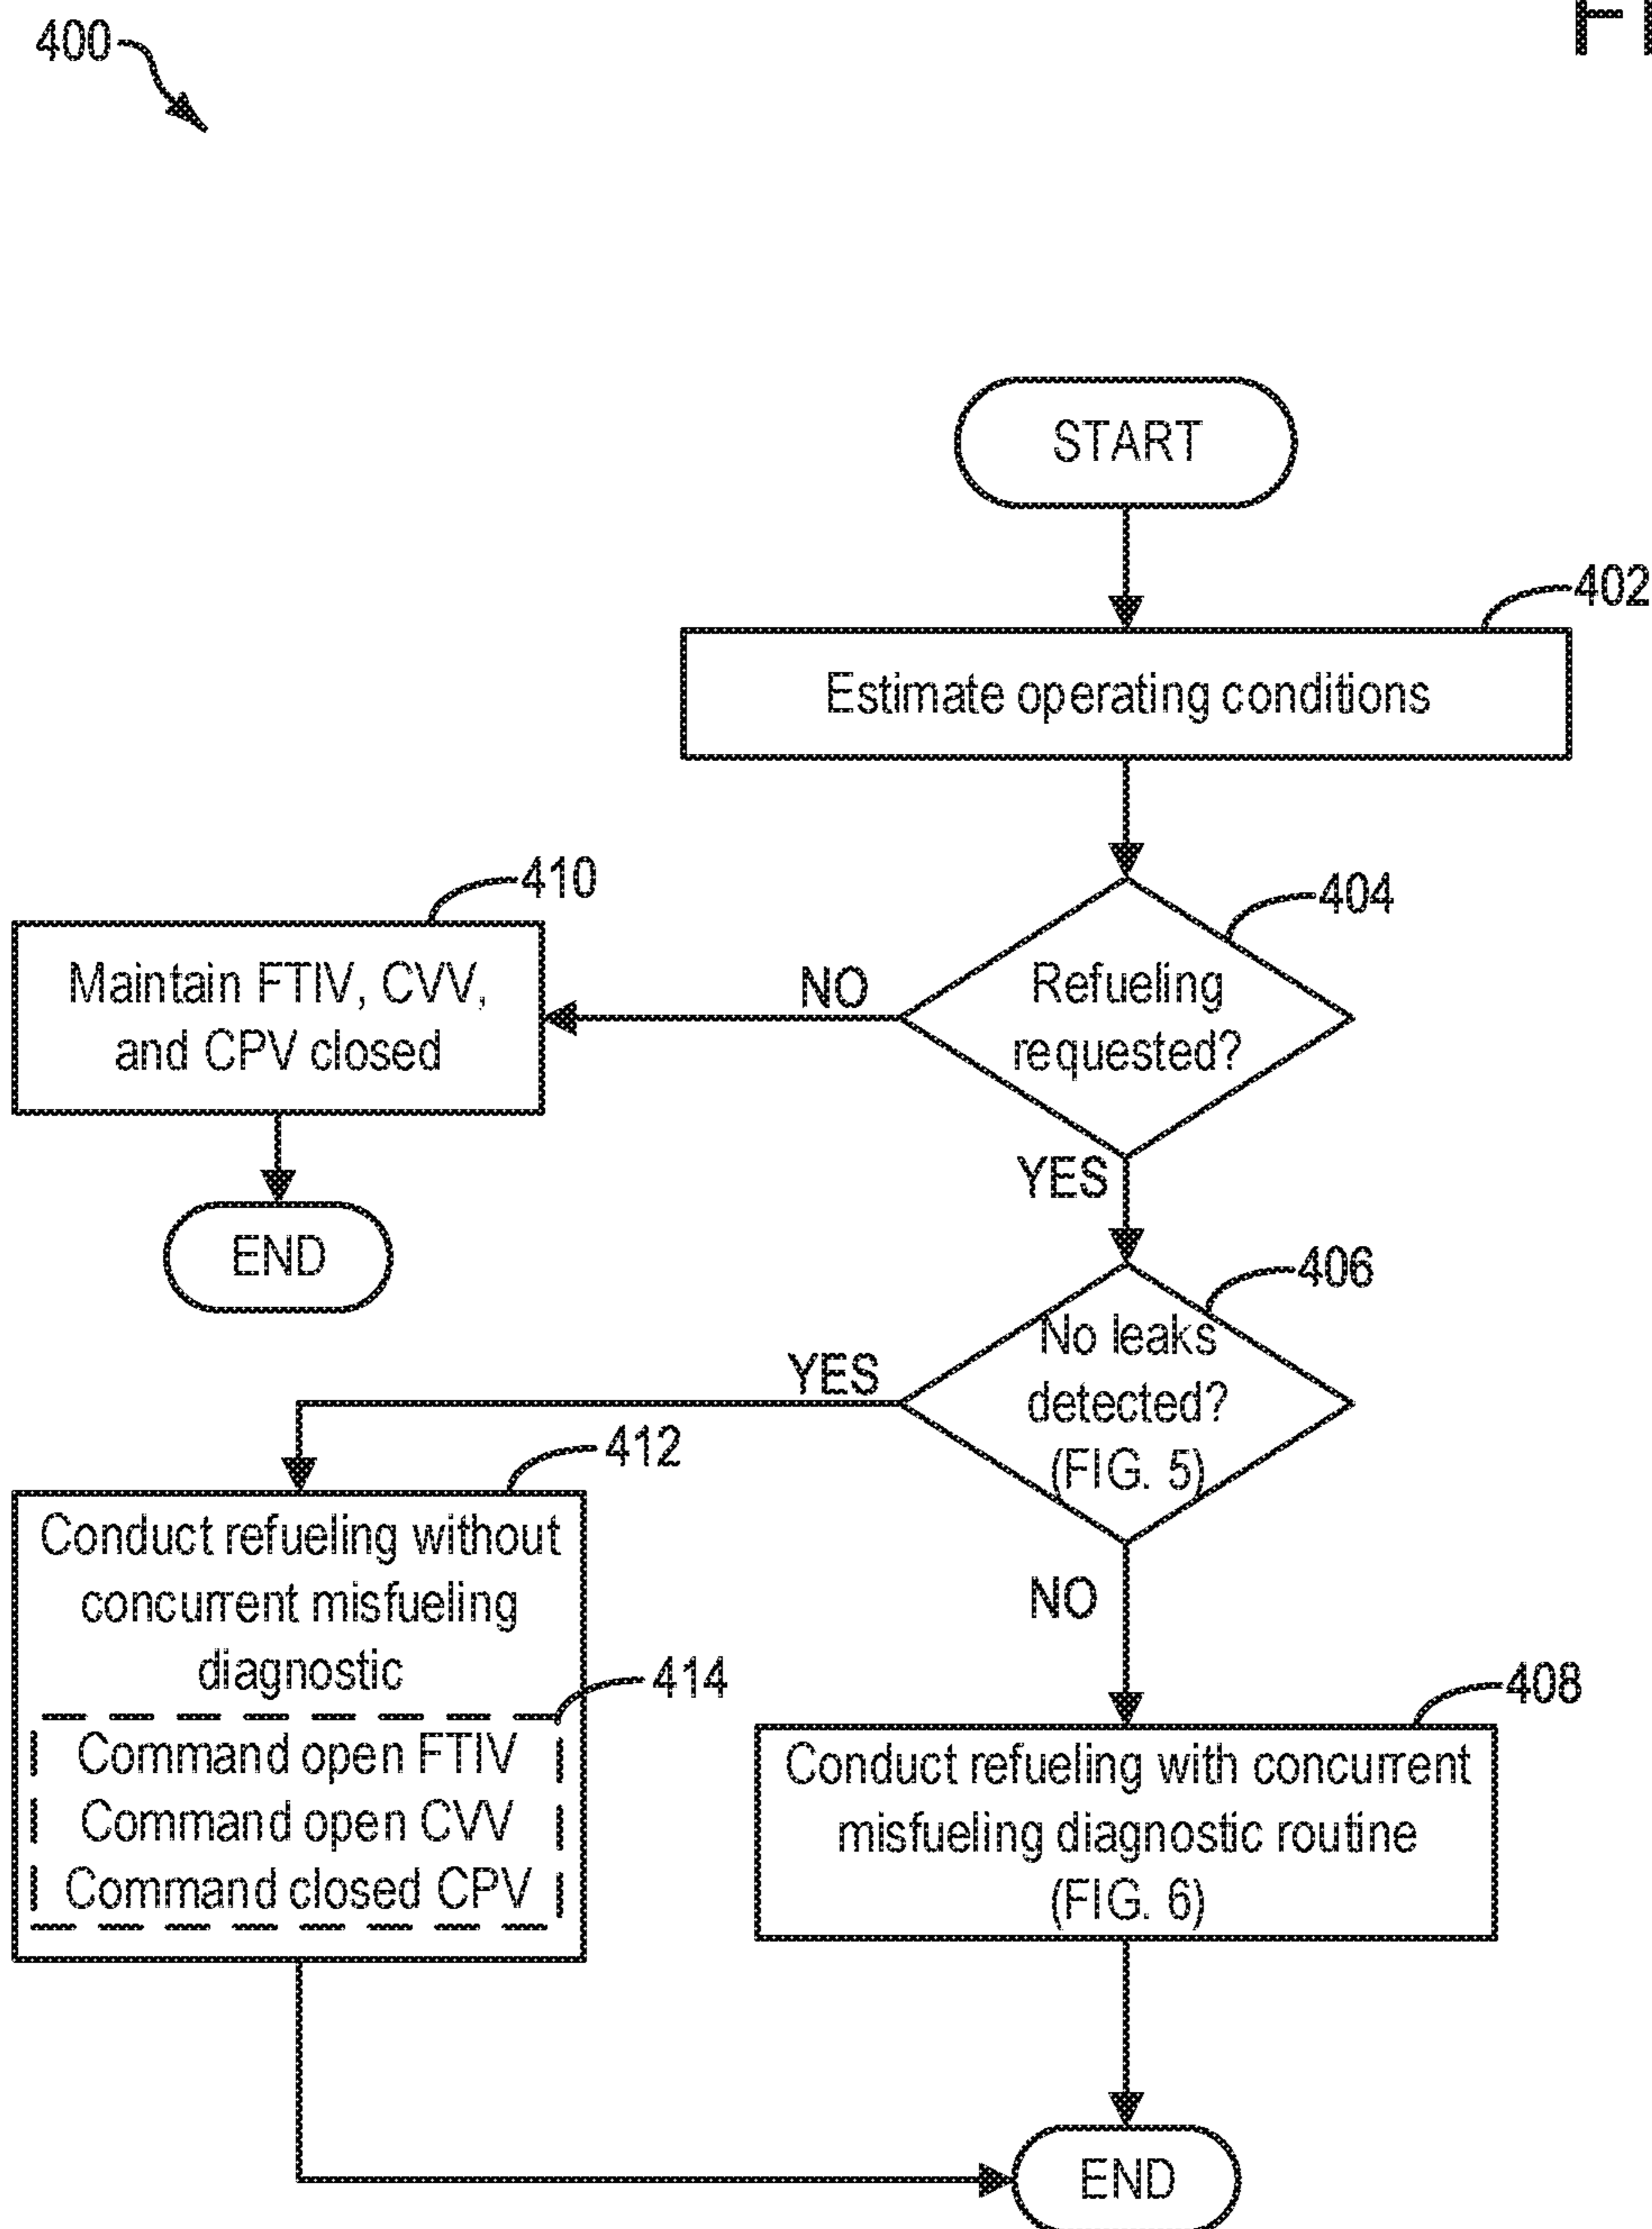 400
START
402
Estimate operating conditions
410
404
Maintain FTIV, CVV,
and CPV closed
NO
Refueling
requested?
YES
END
406
No leaks
detected?
(FIG. 5)
YES
412
Conduct refueling without
concurrent misfueling
diagnostic
NO
414
Command open FTIV
Command open CVV
Command closed CPV
408
Conduct refueling with concurrent
misfueling diagnostic routine
(FIG. 6)
END